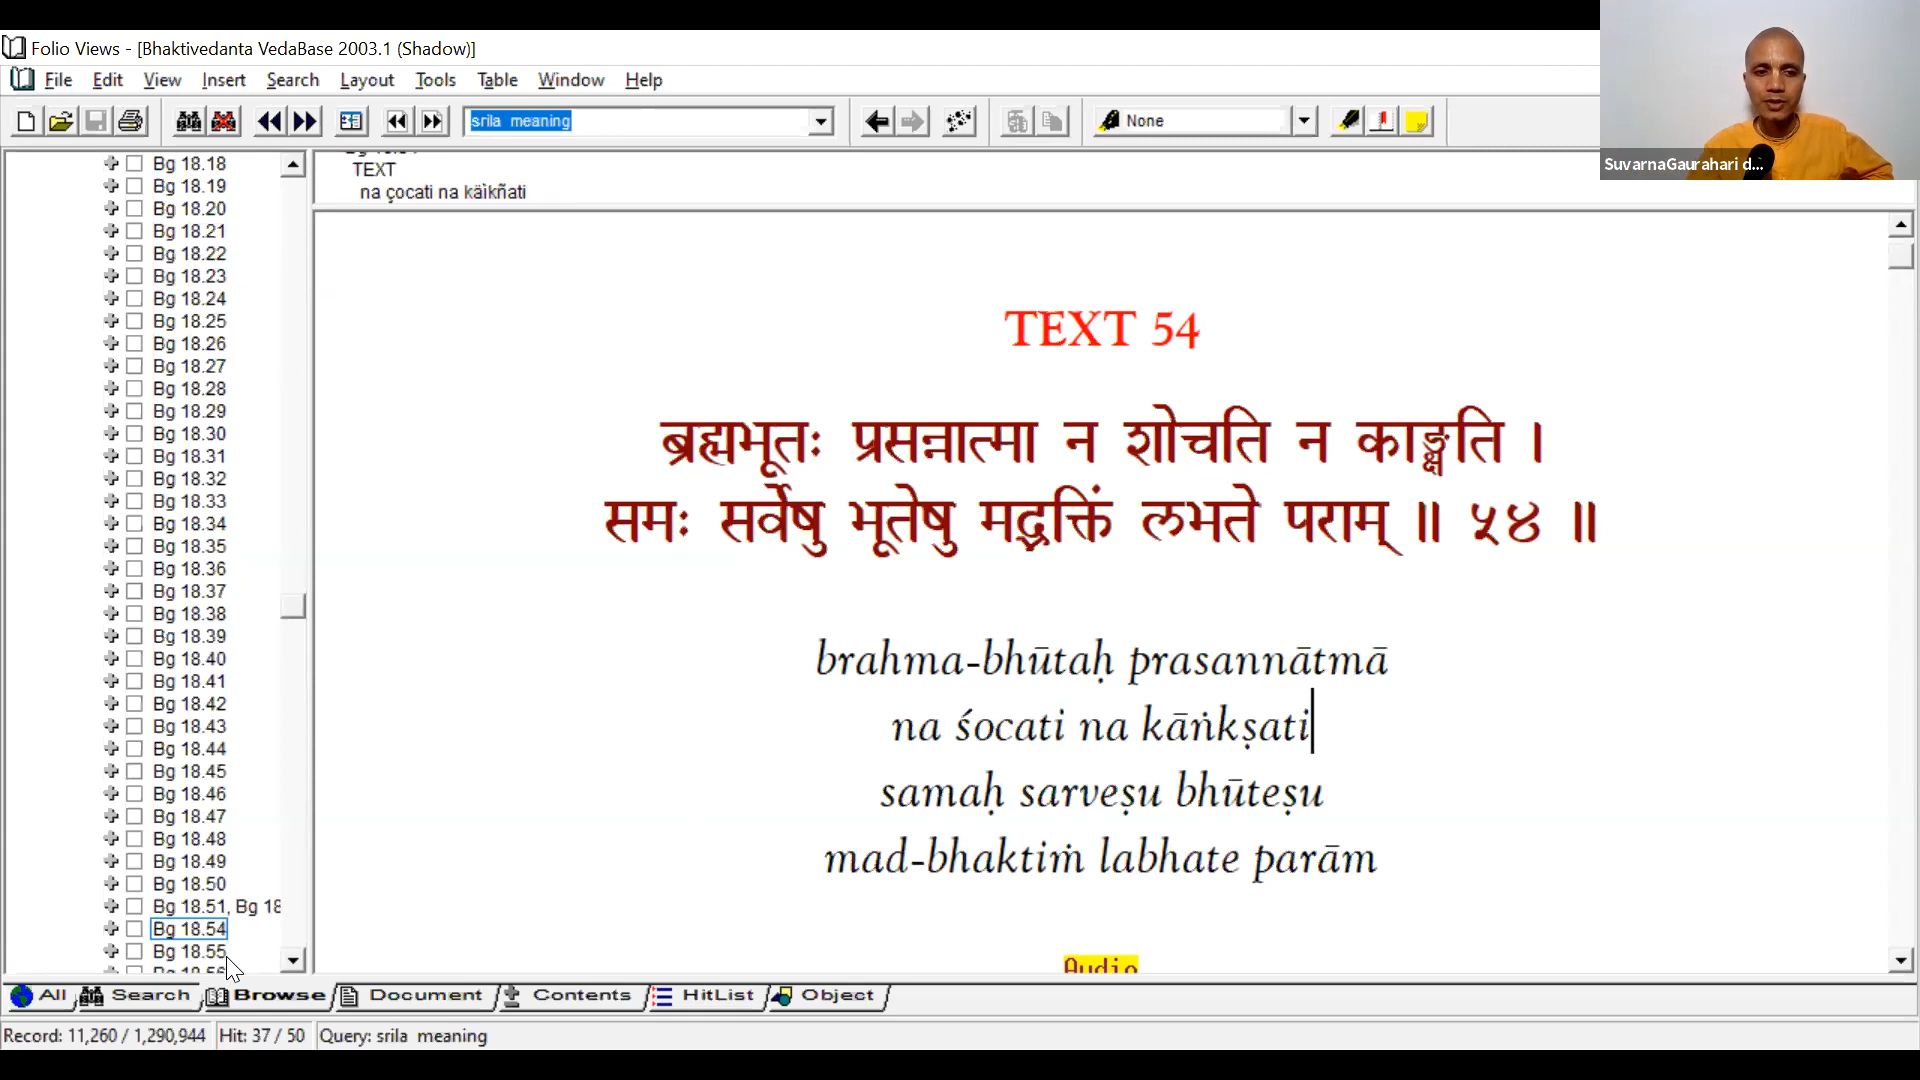 Folio Views - [Bhaktivedanta VedaBase 2003.1 (Shadow)]
File Edit View Insert Search Layout Tools Table Window Help
srila meaning
None
SuvarnaGaurahari d...
Bg 18.18
Bg 18.19
Bg 18.20
Bg 18.21
Bg 18.22
Bg 18.23
Bg 18.24
Bg 18.25
Bg 18.26
Bg 18.27
Bg 18.28
Bg 18.29
Bg 18.30
Bg 18.31
Bg 18.32
Bg 18.33
Bg 18.34
Bg 18.35
Bg 18.36
Bg 18.37
Bg 18.38
Bg 18.39
Bg 18.40
Bg 18.41
Bg 18.42
Bg 18.43
Bg 18.44
Bg 18.45
Bg 18.46
Bg 18.47
Bg 18.48
Bg 18.49
Bg 18.50
Bg 18.51, Bg 18
Bg 18.54
Bg 18.55
TEXT
na çocati na käìkñati
TEXT 54
ब्रह्मभूतः प्रसन्नात्मा न शोचति न काङ्क्षति ।
समः सर्वेषु भूतेषु मद्भक्तिं लभते पराम् ॥ ५४ ॥
brahma-bhūtaḥ prasannātmā
na śocati na kāṅkṣati
samaḥ sarveṣu bhūteṣu
mad-bhaktiṁ labhate parām
Audio
All Search Browse Document Contents HitList Object
Record: 11,260 / 1,290,944 Hit: 37 / 50 Query: srila meaning